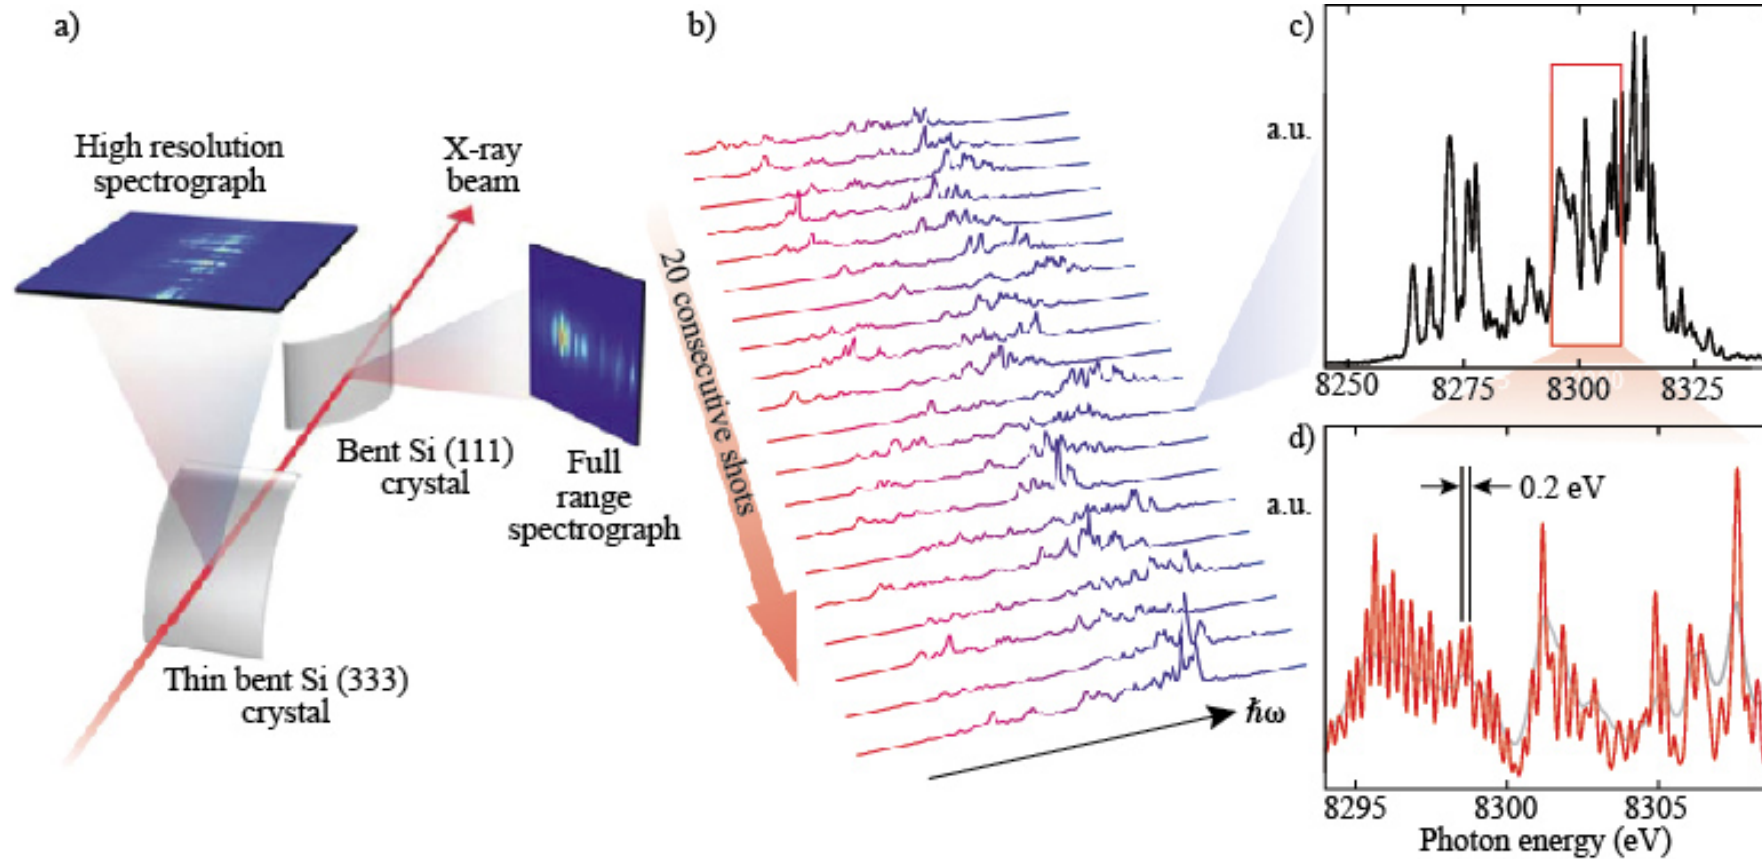 a)
High resolution
spectrograph
X-ray
beam
Bent Si (111)
crystal
Full
range
spectrograph
Thin bent Si (333)
crystal
b)
20 consecutive shots
ℏω
c)
a.u.
8250 8275 8300 8325
d)
a.u.
0.2 eV
8295 8300 8305
Photon energy (eV)